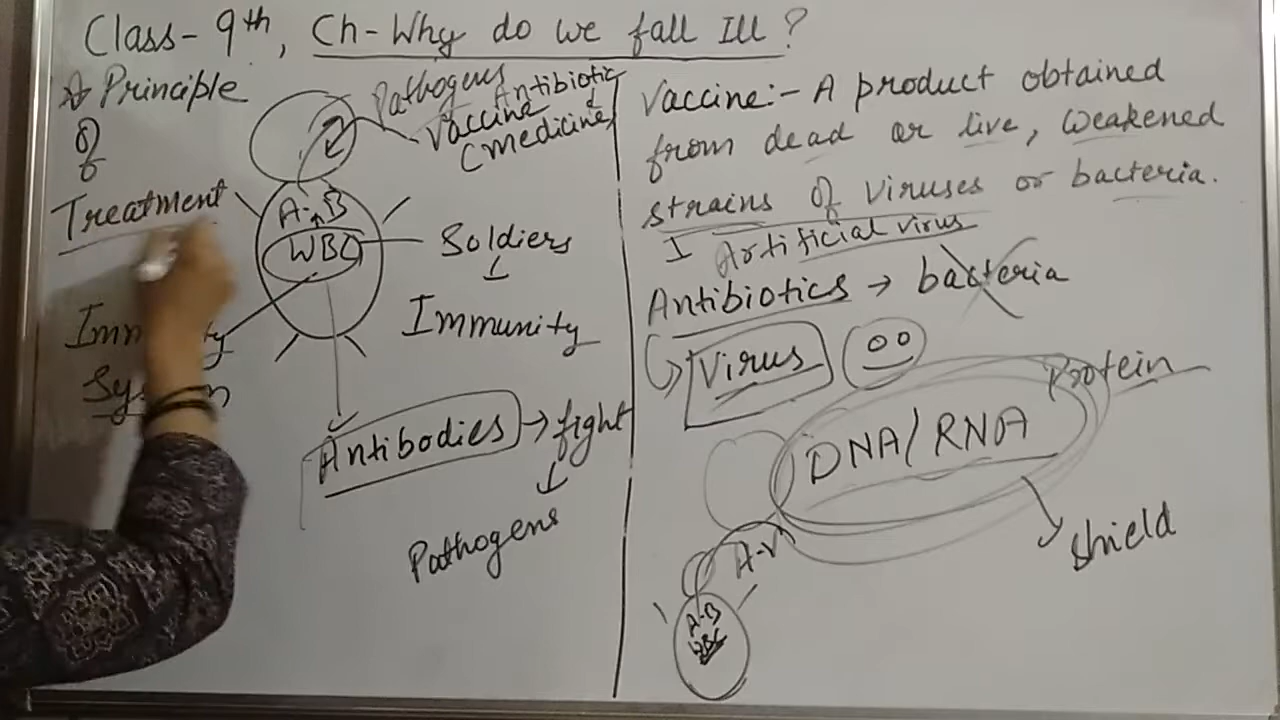 Class- 9th, Ch- Why do we fall Ill ?
Principle
Of
Treatment
Pathogens
Antibiotic
Vaccine
(medicine)
A-B
WBC
Soldiers
Immunity
Antibodies → fight
Pathogens
Vaccine:- A product obtained
from dead or live, weakened
strains of viruses or bacteria.
Artificial virus
Antibiotics → bacteria
Virus
Protein
DNA/RNA
shield
A-V
A-B
WBC